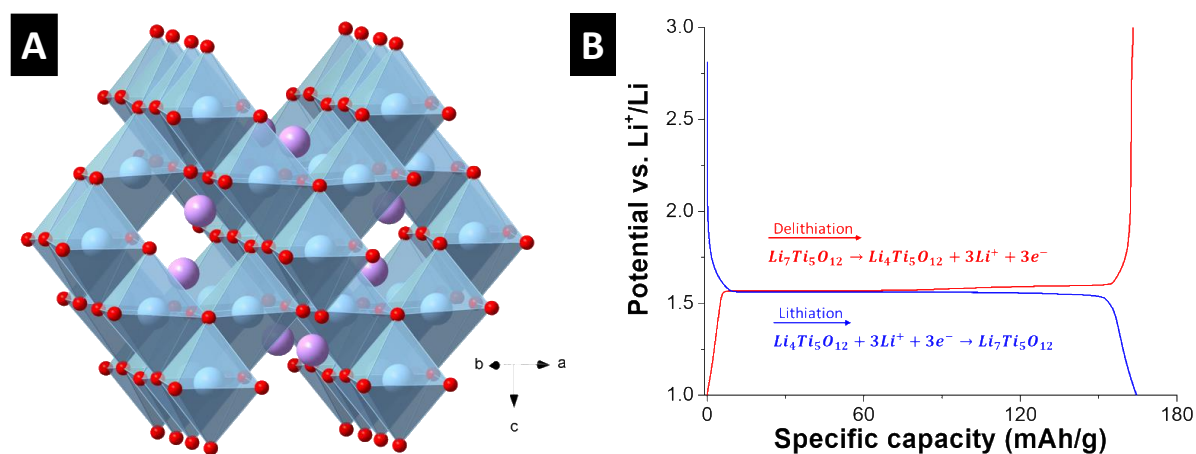 A
b
a
c
B
Potential vs. Li⁺/Li
3.0
2.5
2.0
1.5
1.0
Delithiation
Li₇Ti₅O₁₂ → Li₄Ti₅O₁₂ + 3Li⁺ + 3e⁻
Lithiation
Li₄Ti₅O₁₂ + 3Li⁺ + 3e⁻ → Li₇Ti₅O₁₂
0 60 120 180
Specific capacity (mAh/g)